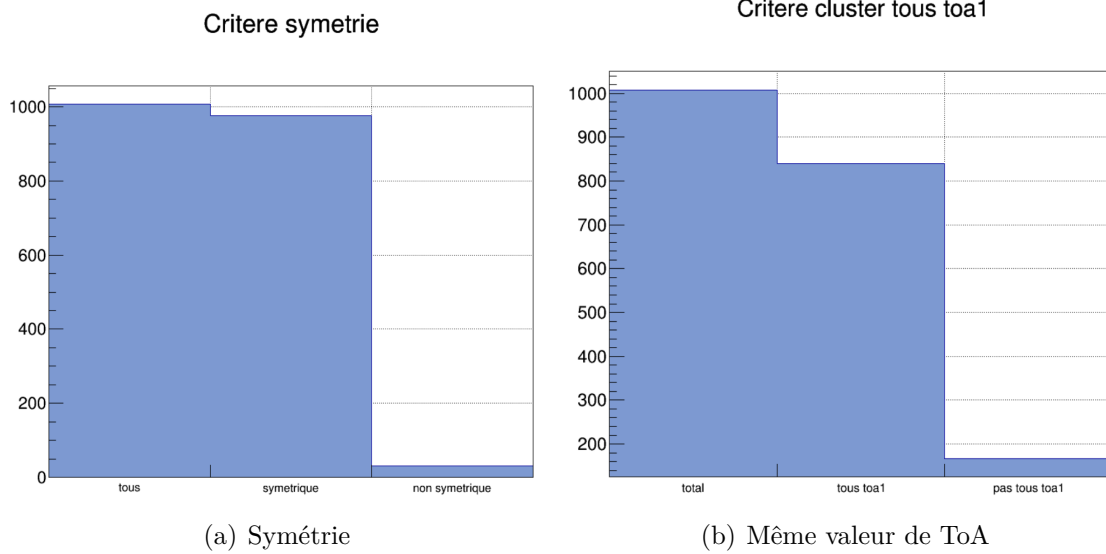 Critere symetrie
1000
800
600
400
200
0
tous symetrique non symetrique
(a) Symétrie
Critere cluster tous toa1
1000
900
800
700
600
500
400
300
200
total tous toa1 pas tous toa1
(b) Même valeur de ToA